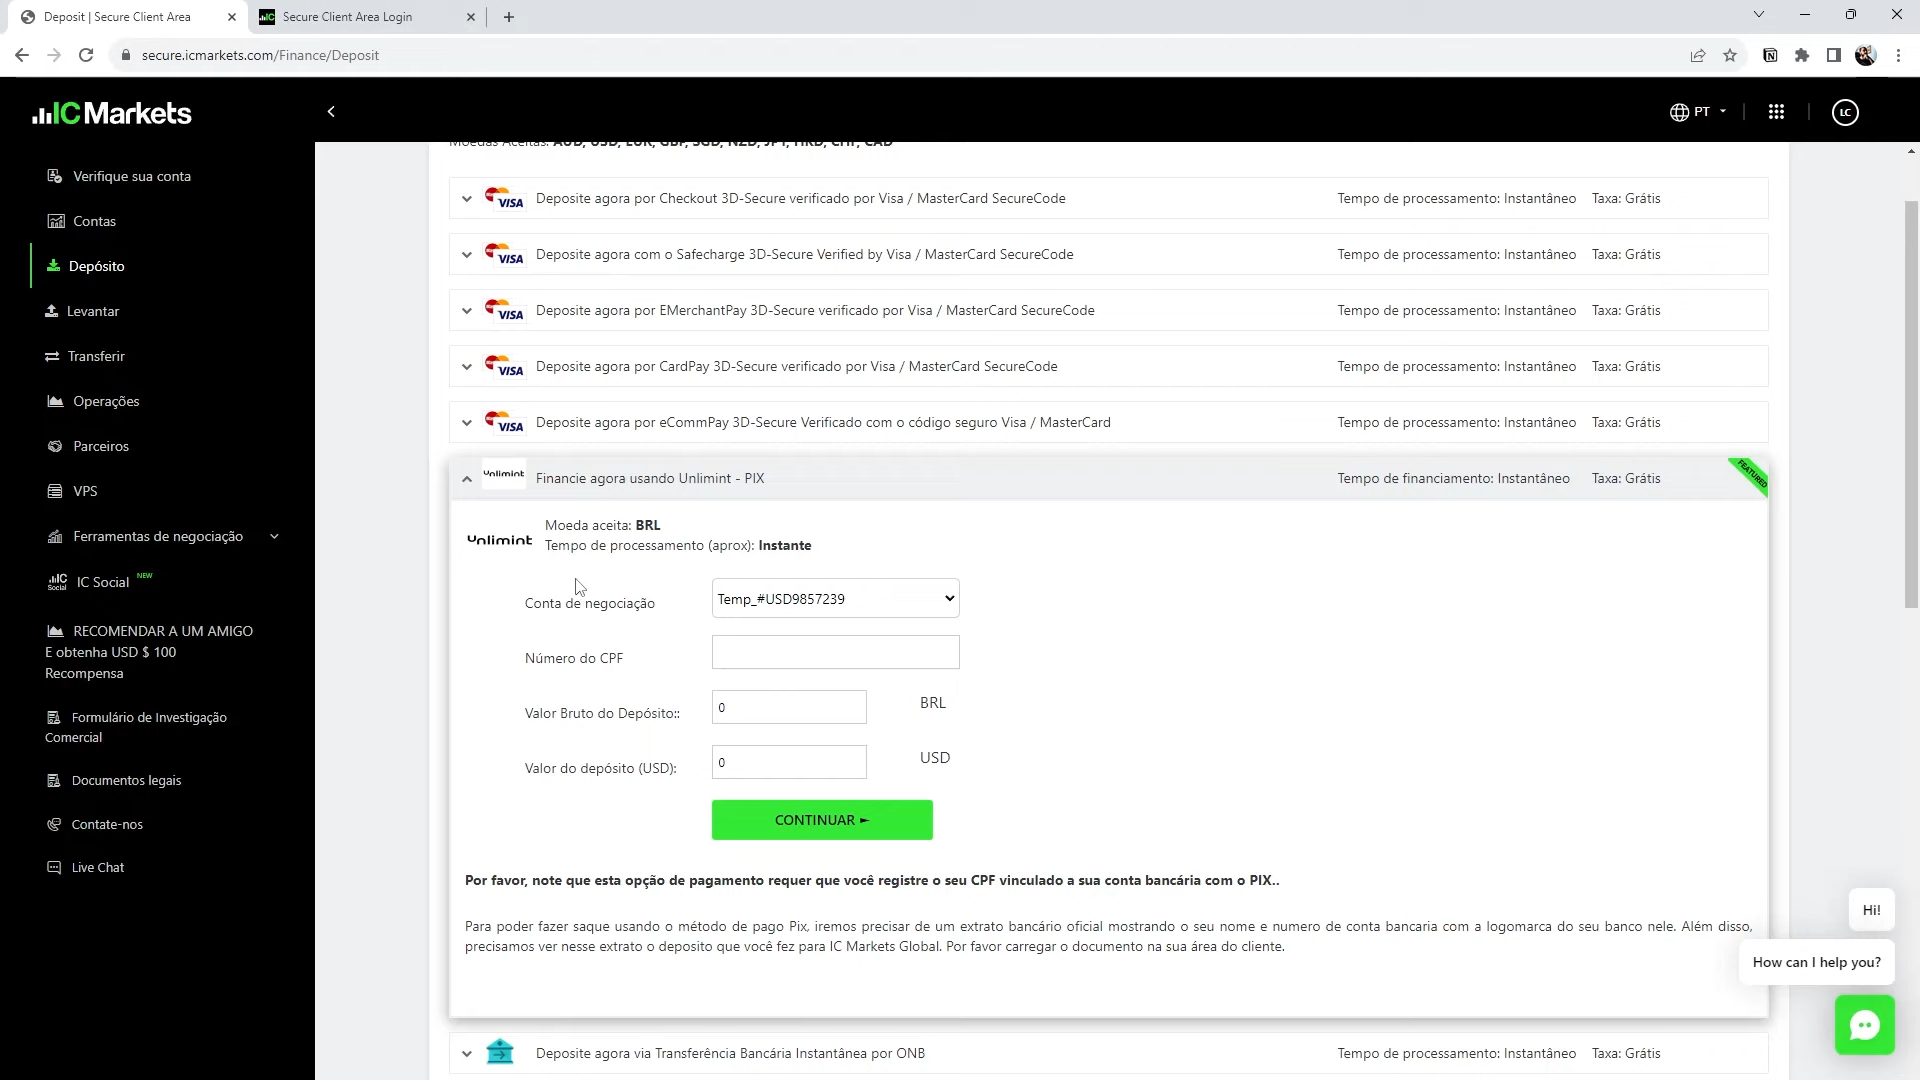 Deposit | Secure Client Area
Secure Client Area Login
secure.icmarkets.com/Finance/Deposit
IC Markets
PT
LC
Verifique sua conta
Contas
Depósito
Levantar
Transferir
Operações
Parceiros
VPS
Ferramentas de negociação
IC Social NEW
RECOMENDAR A UM AMIGO
E obtenha USD $ 100
Recompensa
Formulário de Investigação
Comercial
Documentos legais
Contate-nos
Live Chat
Moedas Aceitas: AUD, USD, EUR, GBP, SGD, NZD, JPY, HKD, CHF, CAD
VISA Deposite agora por Checkout 3D-Secure verificado por Visa / MasterCard SecureCode Tempo de processamento: Instantâneo Taxa: Grátis
VISA Deposite agora com o Safecharge 3D-Secure Verified by Visa / MasterCard SecureCode Tempo de processamento: Instantâneo Taxa: Grátis
VISA Deposite agora por EMerchantPay 3D-Secure verificado por Visa / MasterCard SecureCode Tempo de processamento: Instantâneo Taxa: Grátis
VISA Deposite agora por CardPay 3D-Secure verificado por Visa / MasterCard SecureCode Tempo de processamento: Instantâneo Taxa: Grátis
VISA Deposite agora por eCommPay 3D-Secure Verificado com o código seguro Visa / MasterCard Tempo de processamento: Instantâneo Taxa: Grátis
Unlimint Financie agora usando Unlimint - PIX Tempo de financiamento: Instantâneo Taxa: Grátis FEATURED
Unlimint
Moeda aceita: BRL
Tempo de processamento (aprox): Instante
Conta de negociação Temp_#USD9857239
Número do CPF
Valor Bruto do Depósito:: 0 BRL
Valor do depósito (USD): 0 USD
CONTINUAR ►
Por favor, note que esta opção de pagamento requer que você registre o seu CPF vinculado a sua conta bancária com o PIX..
Para poder fazer saque usando o método de pago Pix, iremos precisar de um extrato bancário oficial mostrando o seu nome e numero de conta bancaria com a logomarca do seu banco nele. Além disso,
precisamos ver nesse extrato o deposito que você fez para IC Markets Global. Por favor carregar o documento na sua área do cliente.
Deposite agora via Transferência Bancária Instantânea por ONB Tempo de processamento: Instantâneo Taxa: Grátis
Hi!
How can I help you?